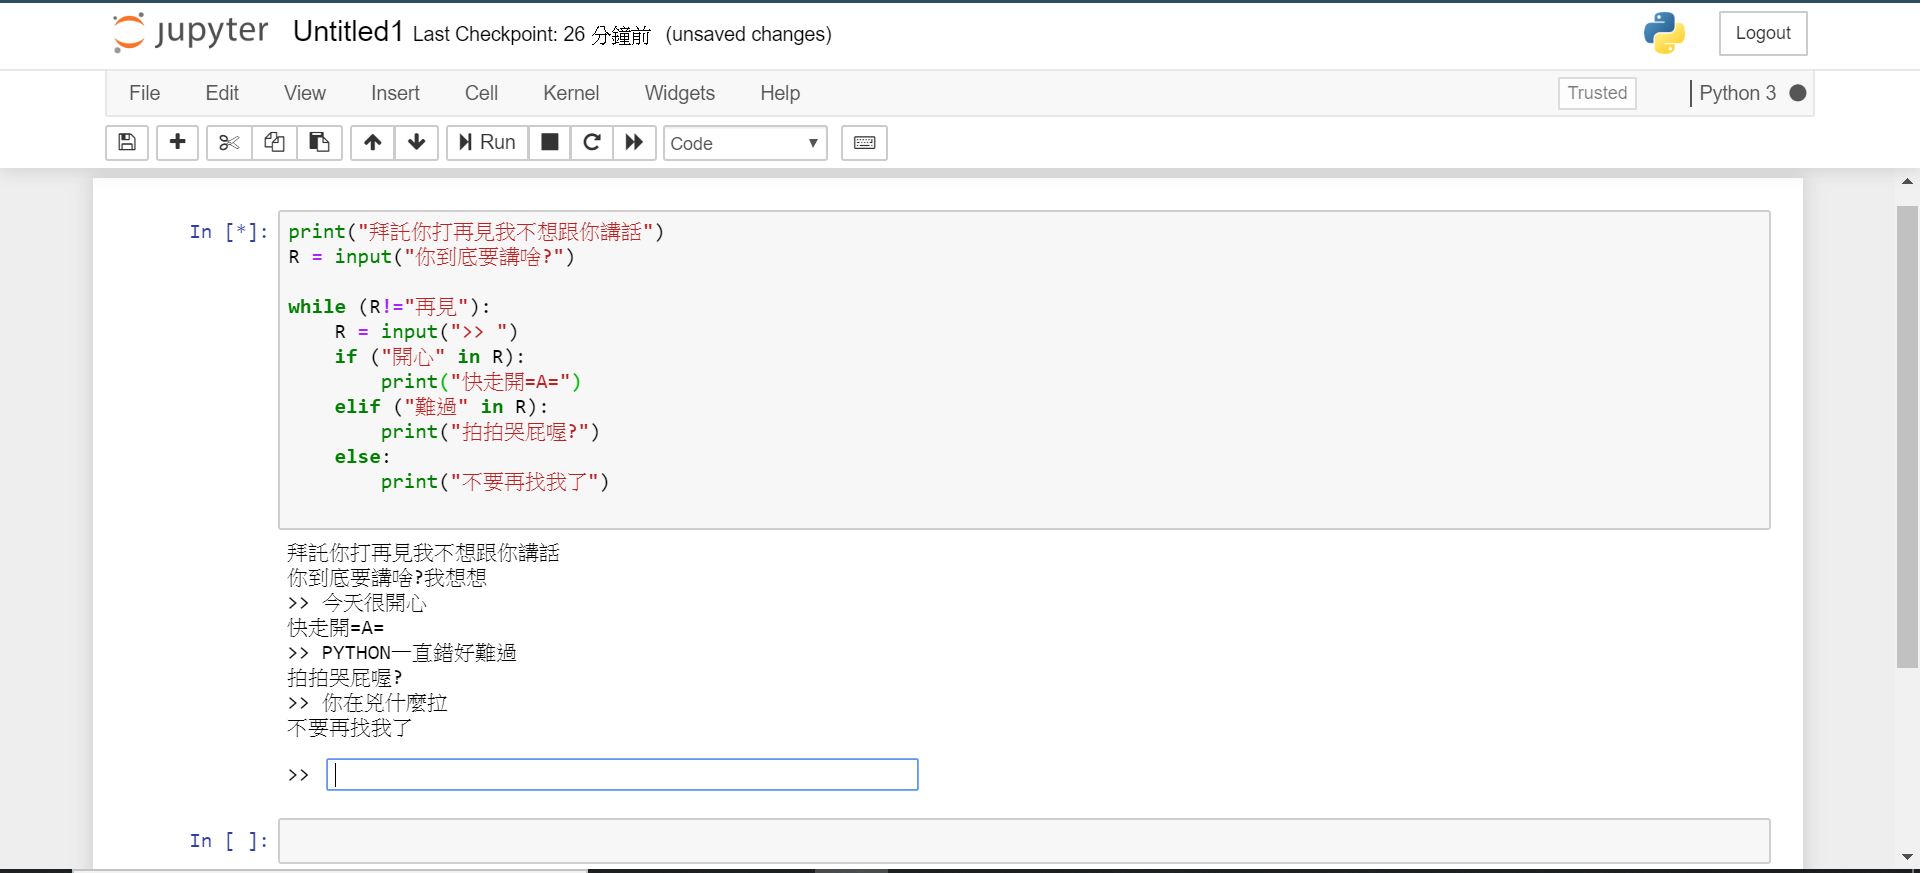 jupyter Untitled1 Last Checkpoint: 26 分鐘前 (unsaved changes) Logout
File Edit View Insert Cell Kernel Widgets Help Trusted Python 3
Run Code
In [*]:
print("拜託你打再見我不想跟你講話")
R = input("你到底要講啥?")
while (R!="再見"):
    R = input(">> ")
    if ("開心" in R):
        print("快走開=A=")
    elif ("難過" in R):
        print("拍拍哭屁喔?")
    else:
        print("不要再找我了")
拜託你打再見我不想跟你講話
你到底要講啥?我想想
>> 今天很開心
快走開=A=
>> PYTHON一直錯好難過
拍拍哭屁喔?
>> 你在兇什麼拉
不要再找我了
>>
In [ ]: